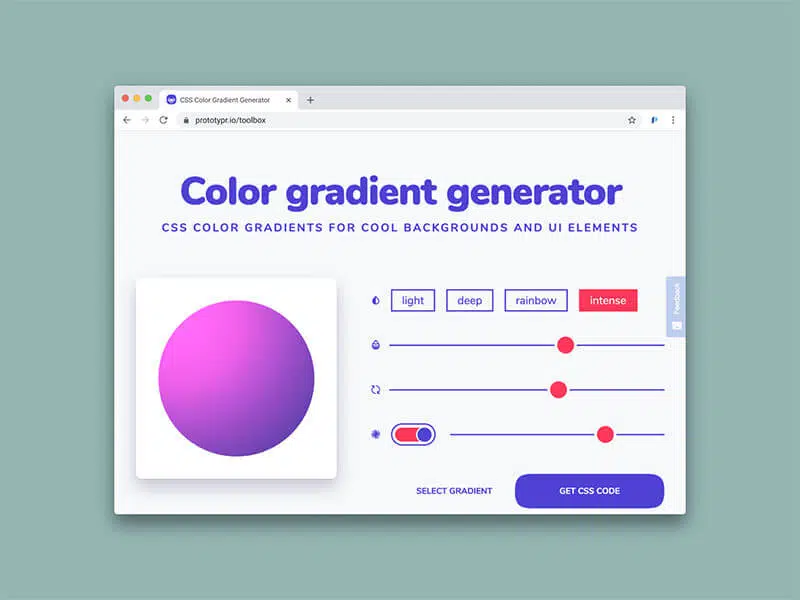 CSS Color Gradient Generator
prototypr.io/toolbox
Color gradient generator
CSS COLOR GRADIENTS FOR COOL BACKGROUNDS AND UI ELEMENTS
light deep rainbow intense
Feedback
SELECT GRADIENT GET CSS CODE